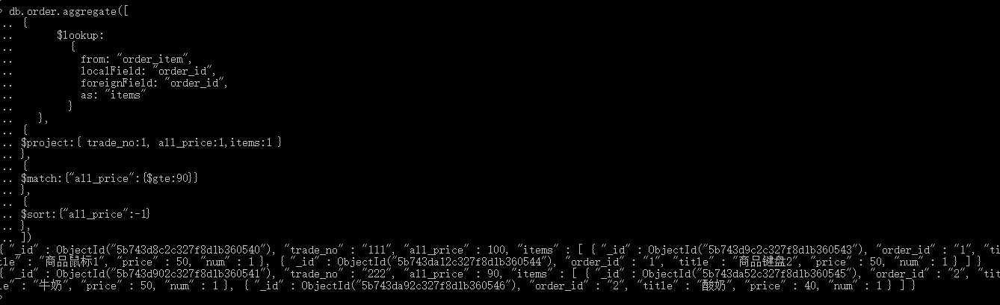 > db.order.aggregate([
.. {
..       $lookup:
..         {
..           from: "order_item",
..           localField: "order_id",
..           foreignField: "order_id",
..           as: "items"
..         }
..    },
.. {
.. $project:{ trade_no:1, all_price:1,items:1 }
.. },
.. {
.. $match:{"all_price":{$gte:90}}
.. },
.. {
.. $sort:{"all_price":-1}
.. },
.. ])
{ "_id" : ObjectId("5b743d8c2c327f8d1b360540"), "trade_no" : "111", "all_price" : 100, "items" : [ { "_id" : ObjectId("5b743d9c2c327f8d1b360543"), "order_id" : "1", "ti
tle" : "商品鼠标1", "price" : 50, "num" : 1 }, { "_id" : ObjectId("5b743da12c327f8d1b360544"), "order_id" : "1", "title" : "商品键盘2", "price" : 50, "num" : 1 } ] }
{ "_id" : ObjectId("5b743d902c327f8d1b360541"), "trade_no" : "222", "all_price" : 90, "items" : [ { "_id" : ObjectId("5b743da52c327f8d1b360545"), "order_id" : "2", "tit
le" : "牛奶", "price" : 50, "num" : 1 }, { "_id" : ObjectId("5b743da92c327f8d1b360546"), "order_id" : "2", "title" : "酸奶", "price" : 40, "num" : 1 } ] }
>